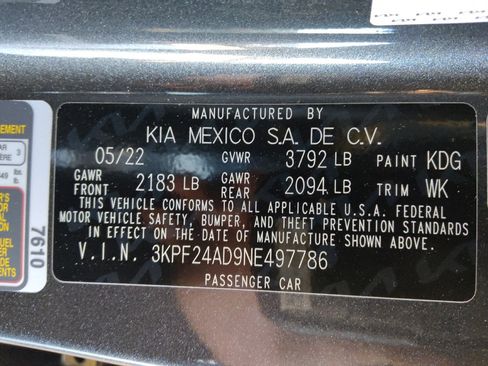 MANUFACTURED BY
KIA MEXICO S.A. DE C.V.
05/22 GVWR 3792 LB PAINT KDG
GAWR FRONT 2183 LB GAWR REAR 2094 LB TRIM WK
THIS VEHICLE CONFORMS TO ALL APPLICABLE U.S.A. FEDERAL
MOTOR VEHICLE SAFETY, BUMPER, AND THEFT PREVENTION STANDARDS
IN EFFECT ON THE DATE OF MANUFACTURE SHOWN ABOVE.
V.I.N. 3KPF24AD9NE497786
PASSENGER CAR
7610